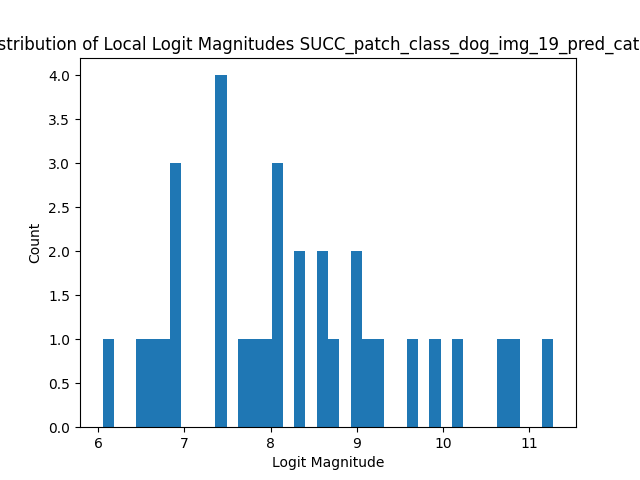 stribution of Local Logit Magnitudes SUCC_patch_class_dog_img_19_pred_cat
4.0
3.5
3.0
2.5
2.0
1.5
1.0
0.5
0.0
Count
6 7 8 9 10 11
Logit Magnitude